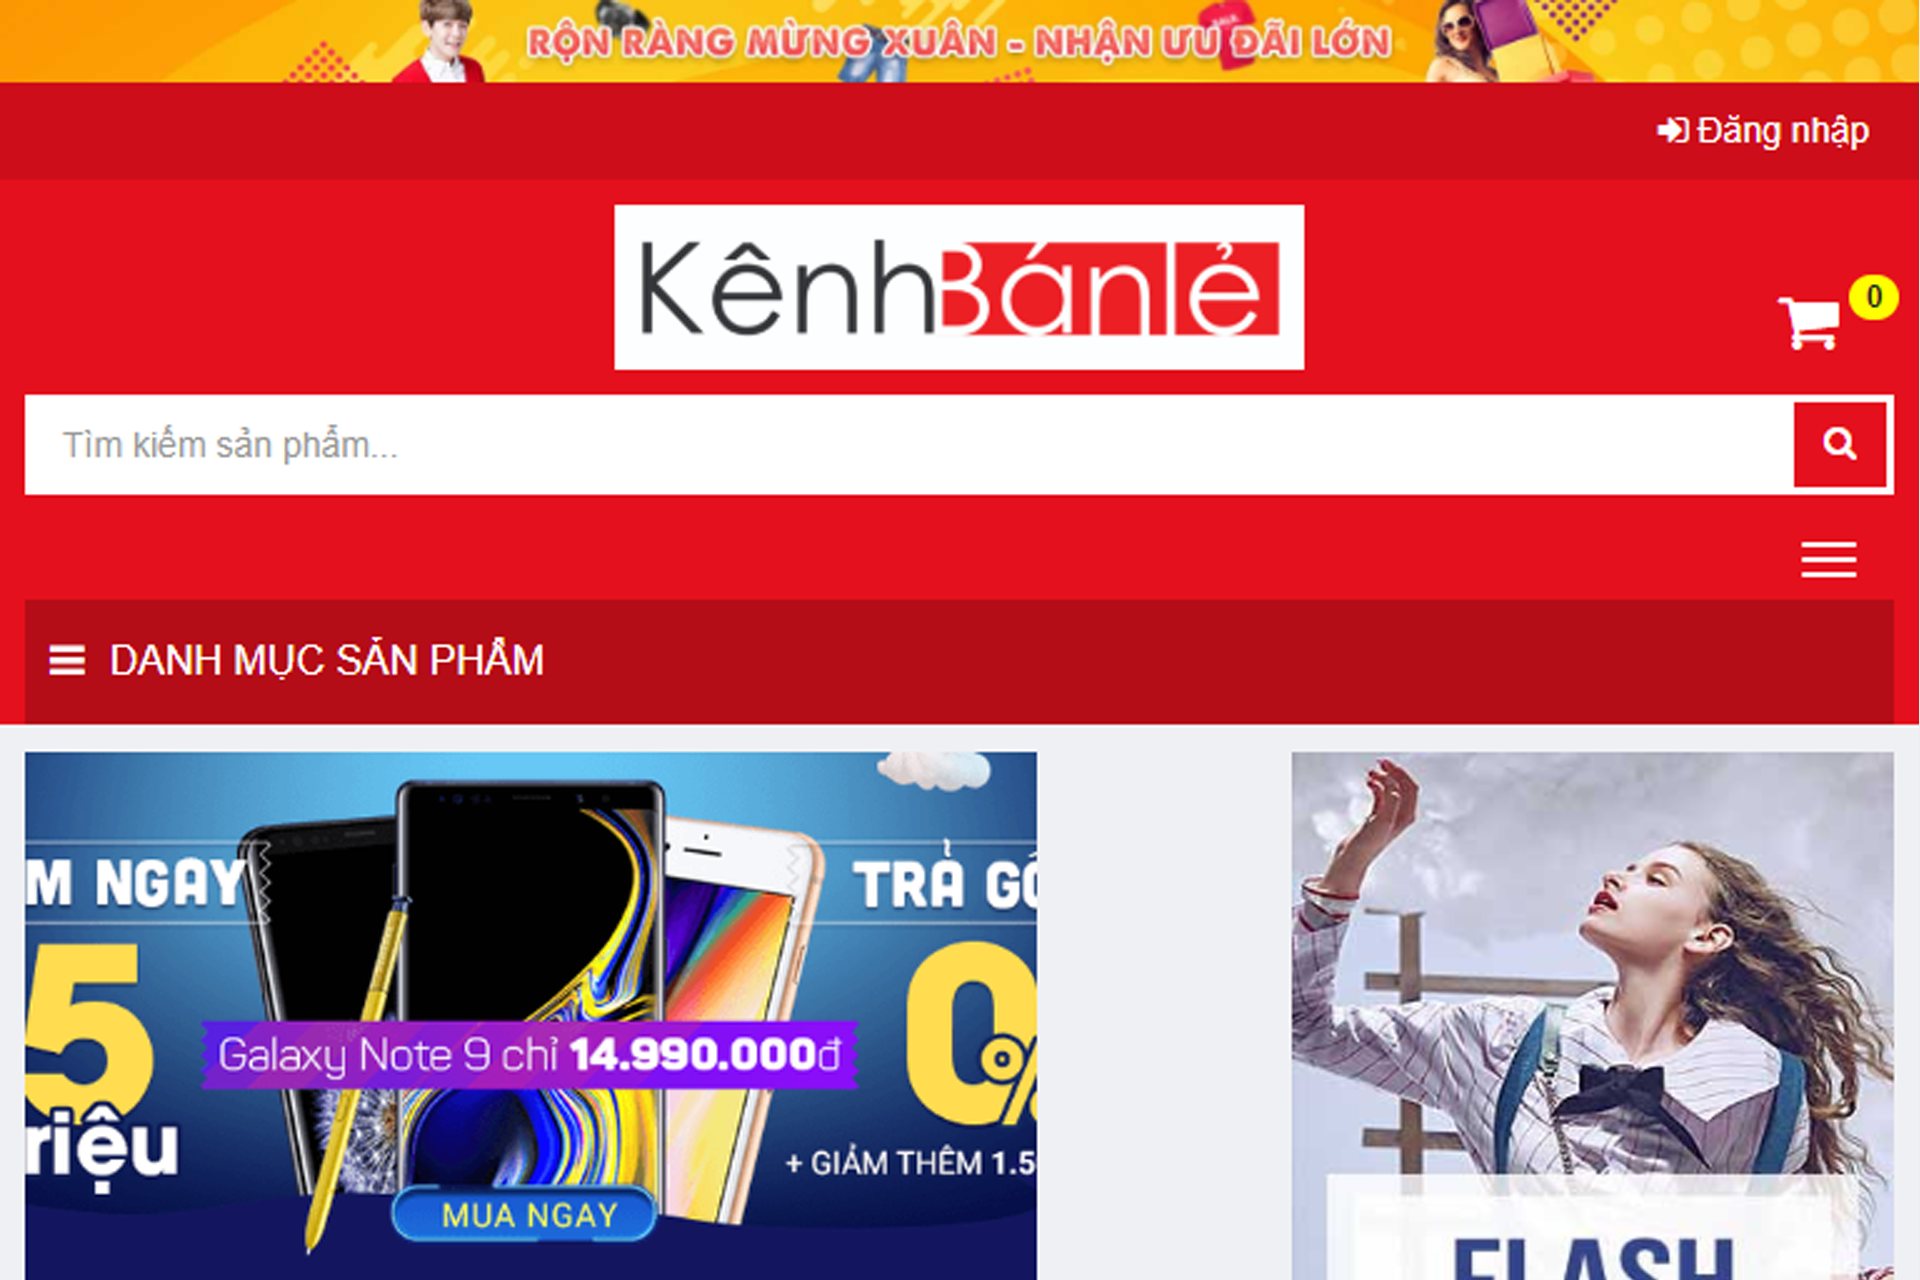 RỘN RÀNG MỪNG XUÂN - NHẬN ƯU ĐÃI LỚN
Đăng nhập
KênhBánlẻ
0
Tìm kiếm sản phẩm...
DANH MỤC SẢN PHẨM
M NGAY
TRẢ GÓ
5
0%
Galaxy Note 9 chỉ 14.990.000đ
riệu
+ GIẢM THÊM 1.5
MUA NGAY
FLASH